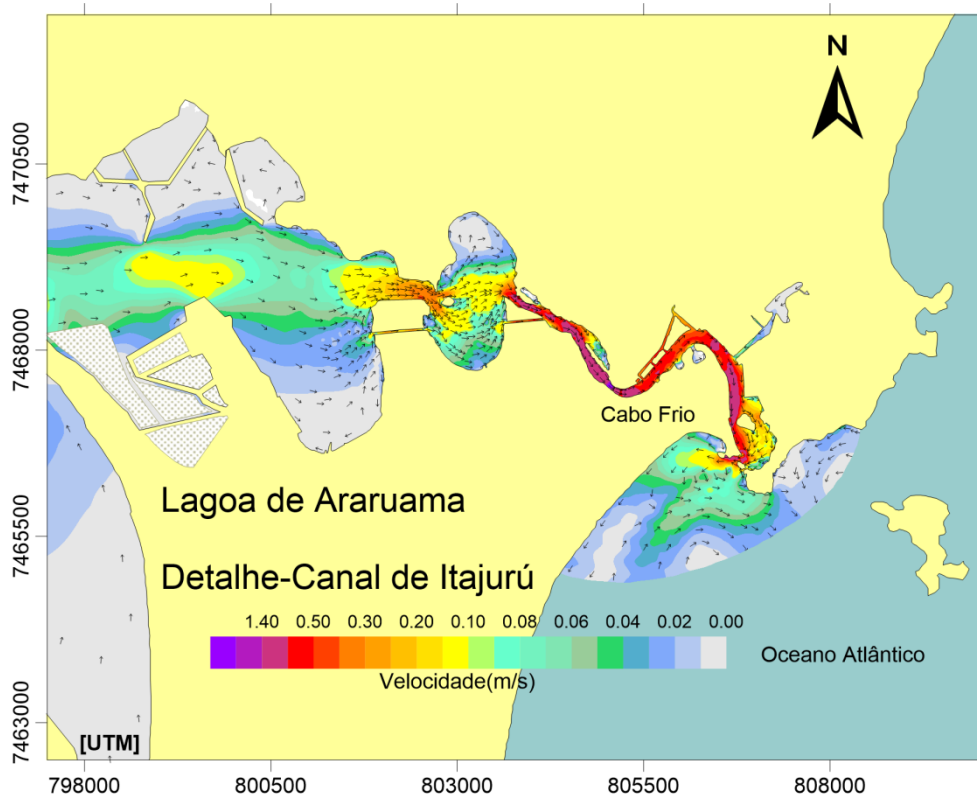 N
7470500
7468000
Cabo Frio
Lagoa de Araruama
7465500
Detalhe-Canal de Itajurú
1.40 0.50 0.30 0.20 0.10 0.08 0.06 0.04 0.02 0.00
Oceano Atlântico
Velocidade(m/s)
7463000
[UTM]
798000 800500 803000 805500 808000